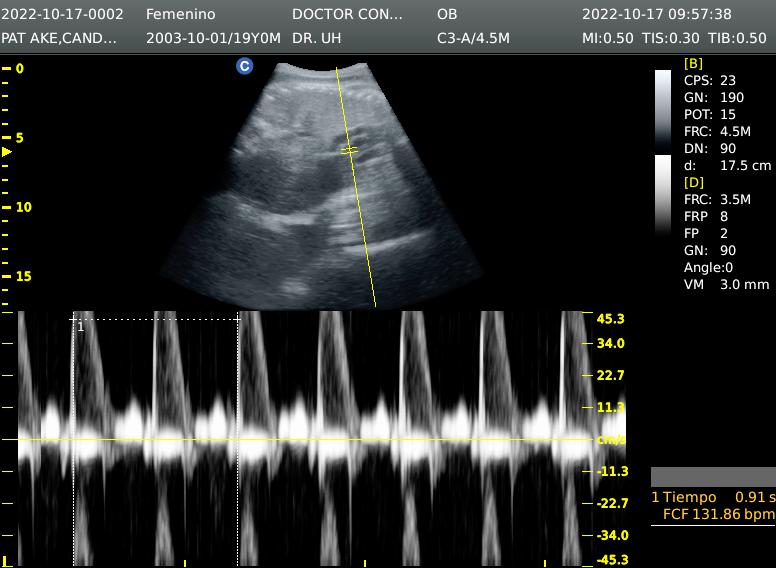 2022-10-17-0002 Femenino DOCTOR CON... OB 2022-10-17 09:57:38
PAT AKE,CAND... 2003-10-01/19Y0M DR. UH C3-A/4.5M MI:0.50 TIS:0.30 TIB:0.50
C
0
5
10
15
[B]
CPS: 23
GN: 190
POT: 15
FRC: 4.5M
DN: 90
d: 17.5 cm
[D]
FRC: 3.5M
FRP 8
FP 2
GN: 90
Angle:0
VM 3.0 mm
1
45.3
34.0
22.7
11.3
cm/s
-11.3
-22.7
-34.0
-45.3
1 Tiempo 0.91 s
FCF 131.86 bpm